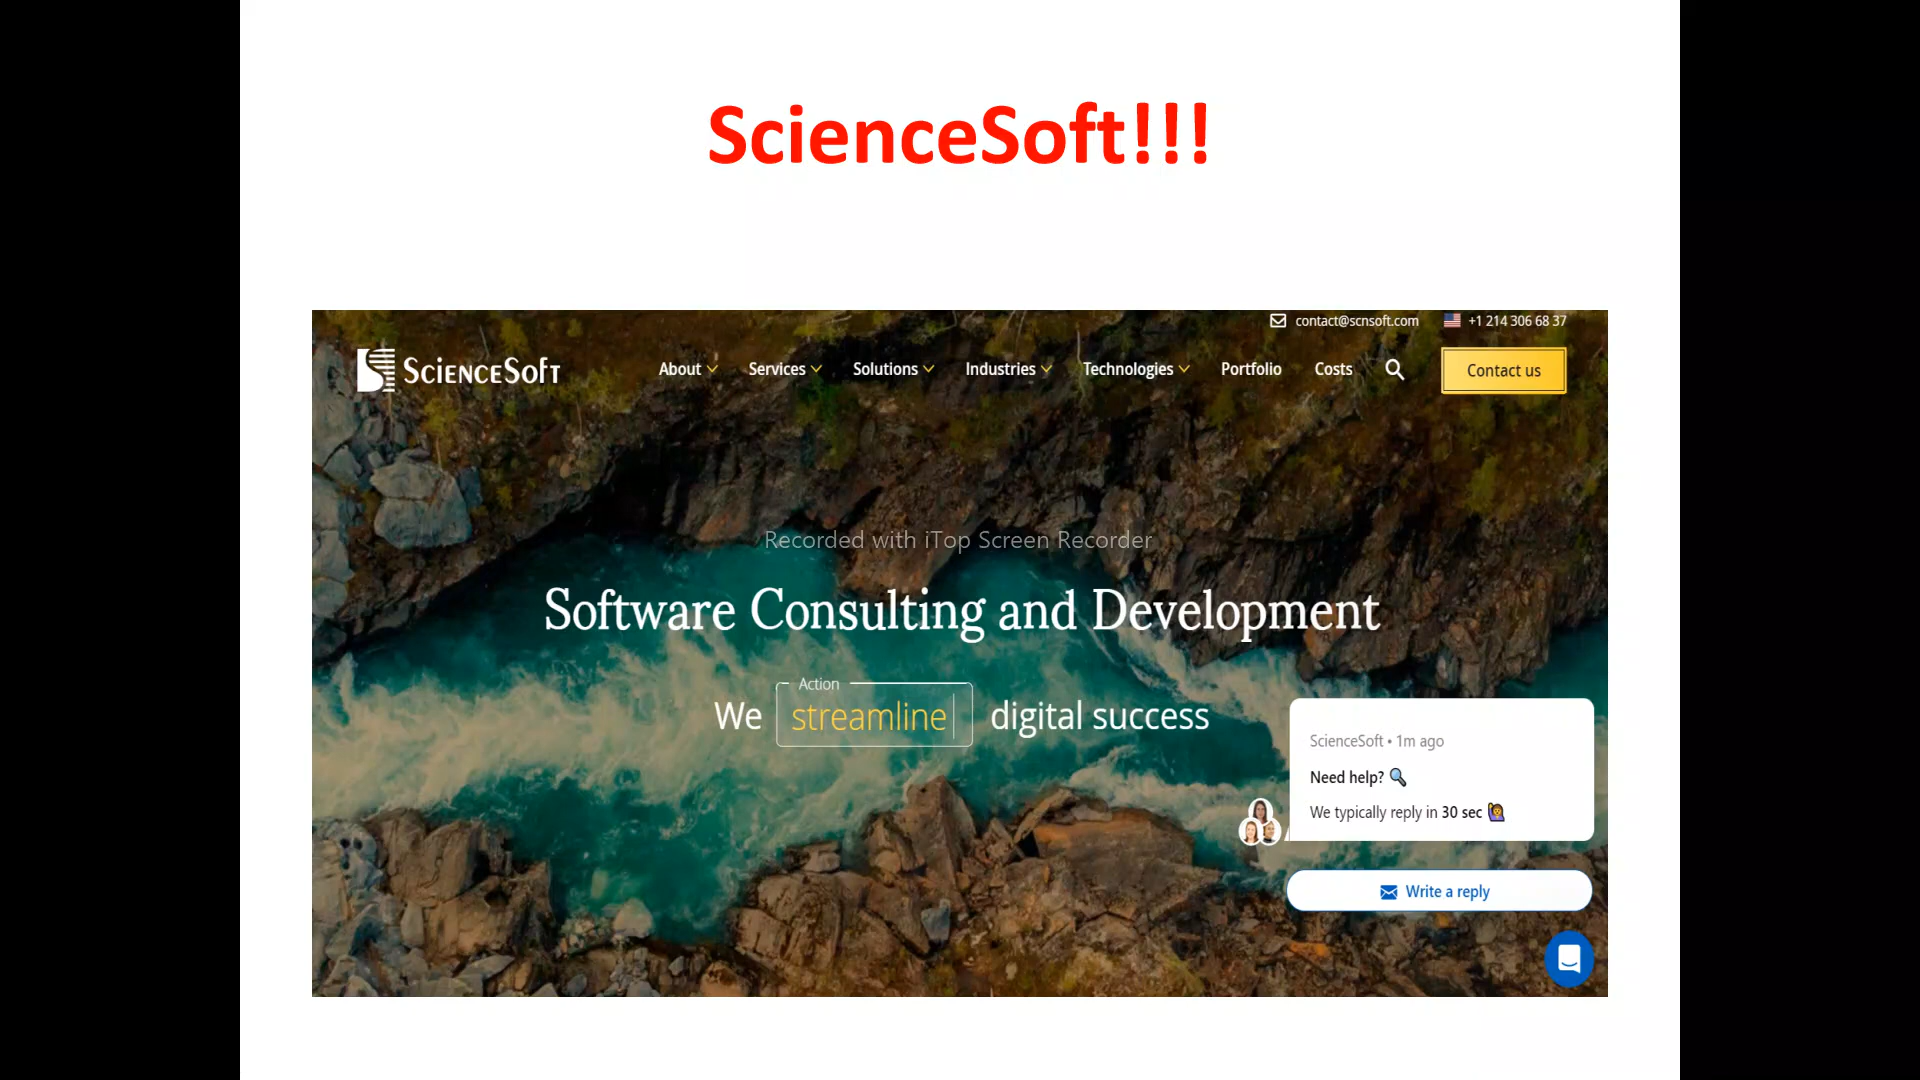 ScienceSoft!!!
contact@scnsoft.com +1 214 306 68 37
ScienceSoft About Services Solutions Industries Technologies Portfolio Costs Contact us
Recorded with iTop Screen Recorder
Software Consulting and Development
Action
We streamline digital success
ScienceSoft • 1m ago
Need help? 🔍
We typically reply in 30 sec 🙋
Write a reply